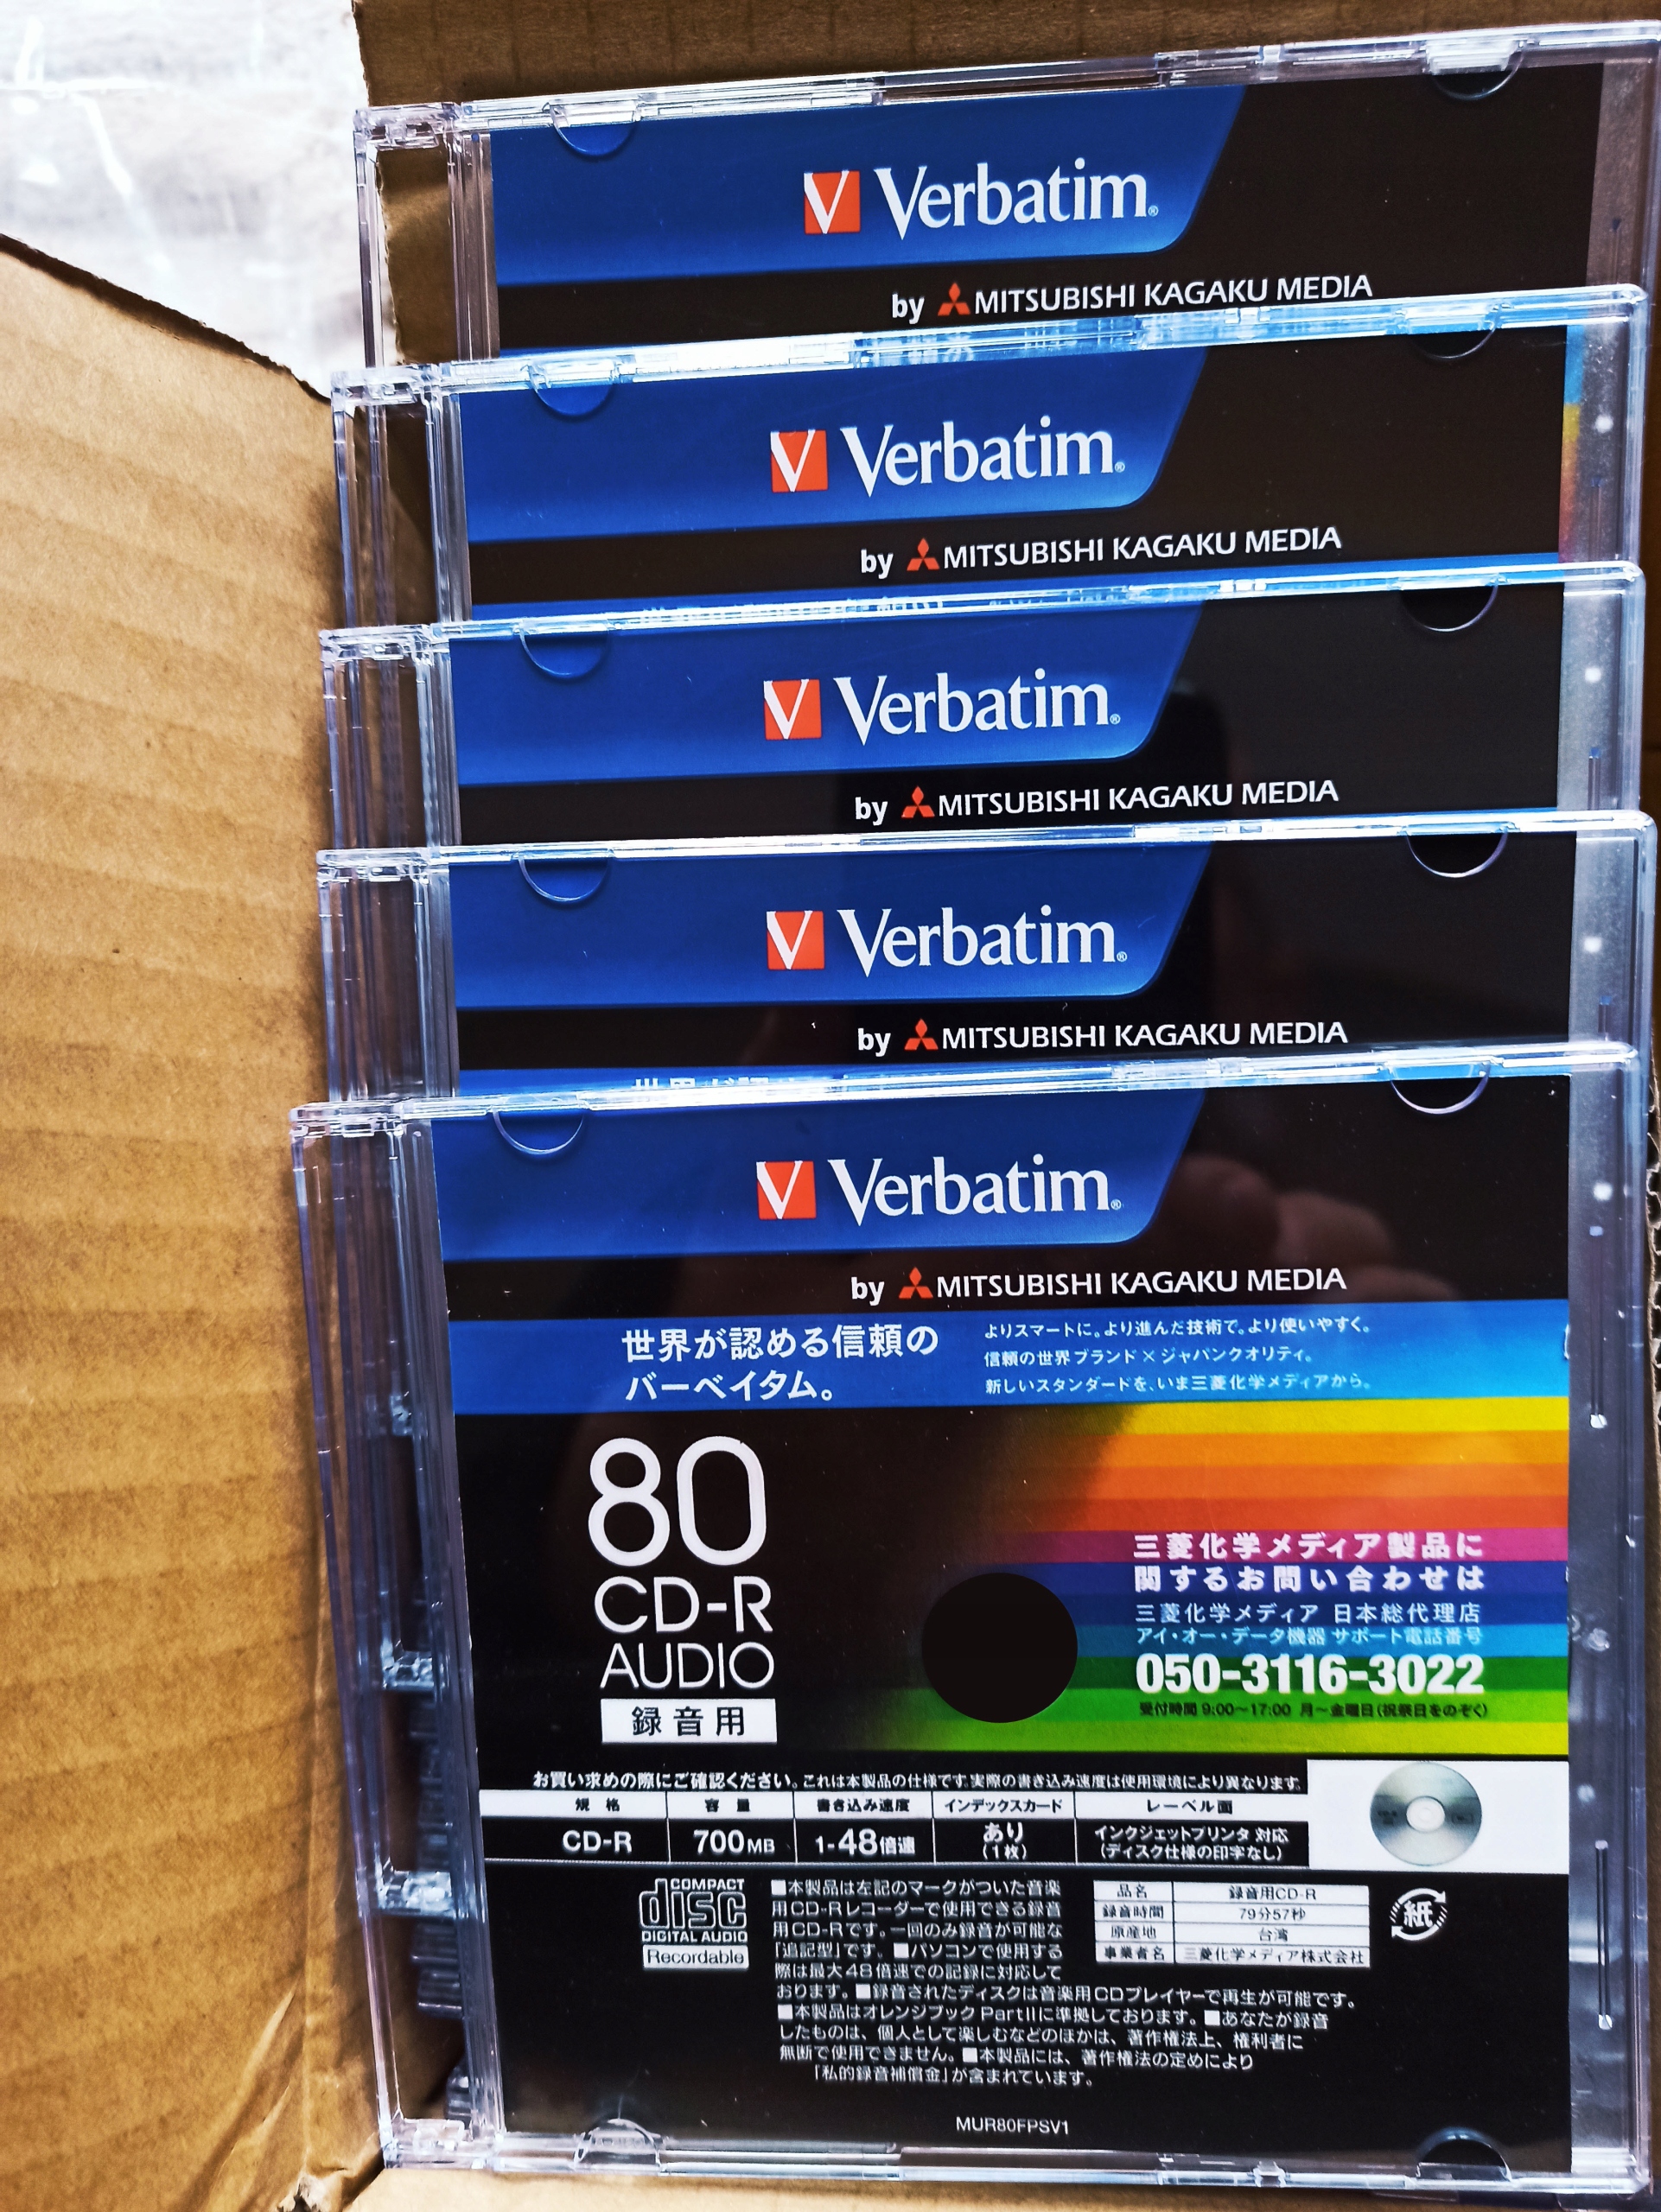 Verbatim®
by MITSUBISHI KAGAKU MEDIA
Verbatim®
by MITSUBISHI KAGAKU MEDIA
Verbatim®
by MITSUBISHI KAGAKU MEDIA
Verbatim®
by MITSUBISHI KAGAKU MEDIA
Verbatim®
by MITSUBISHI KAGAKU MEDIA
世界が認める信頼の
バーベイタム。
よりスマートに。より進んだ技術で。より使いやすく。
信頼の世界ブランド×ジャパンクオリティ。
新しいスタンダードを、いま三菱化学メディアから。
80
CD-R
AUDIO
録音用
三菱化学メディア製品に
関するお問い合わせは
三菱化学メディア 日本総代理店
アイ・オー・データ機器 サポート電話番号
050-3116-3022
受付時間 9:00〜17:00 月〜金曜日(祝祭日をのぞく)
お買い求めの際にご確認ください。これは本製品の仕様です。実際の書き込み速度は使用環境により異なります。
規格 容量 書き込み速度 インデックスカード レーベル面
CD-R 700MB 1-48倍速 あり(1枚) インクジェットプリンタ対応(ディスク仕様の印字なし)
COMPACT
disc
DIGITAL AUDIO
Recordable
■本製品は左記のマークがついた音楽
用CD-Rレコーダーで使用できる録音
用CD-Rです。一回のみ録音が可能な
「追記型」です。■パソコンで使用する
際は最大48倍速での記録に対応して
おります。■録音されたディスクは音楽用CDプレイヤーで再生が可能です。
■本製品はオレンジブックPartIIに準拠しております。■あなたが録音
したものは、個人として楽しむなどのほかは、著作権法上、権利者に
無断で使用できません。■本製品には、著作権法の定めにより
「私的録音補償金」が含まれています。
品名 録音用CD-R
録音時間 79分57秒
原産地 台湾
事業者名 三菱化学メディア株式会社
紙
MUR80FPSV1